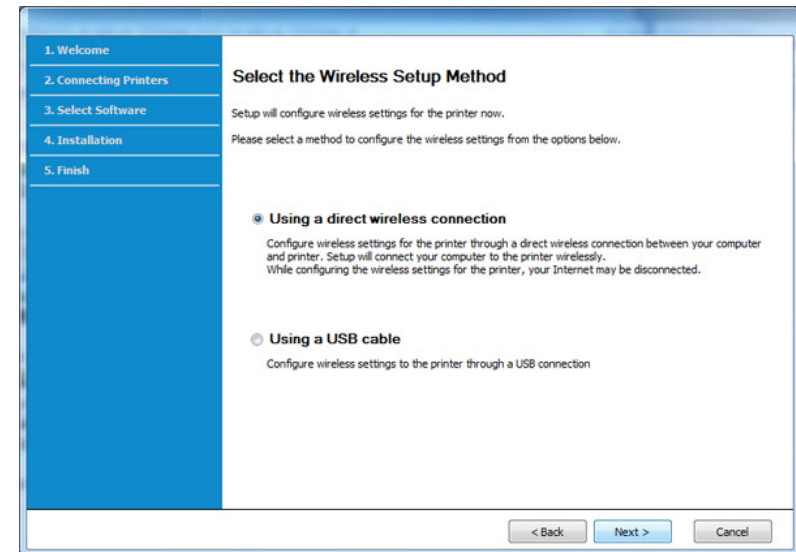 1. Welcome
2. Connecting Printers
3. Select Software
4. Installation
5. Finish
Select the Wireless Setup Method
Setup will configure wireless settings for the printer now.
Please select a method to configure the wireless settings from the options below.
Using a direct wireless connection
Configure wireless settings for the printer through a direct wireless connection between your computer
and printer. Setup will connect your computer to the printer wirelessly.
While configuring the wireless settings for the printer, your Internet may be disconnected.
Using a USB cable
Configure wireless settings to the printer through a USB connection
< Back
Next >
Cancel